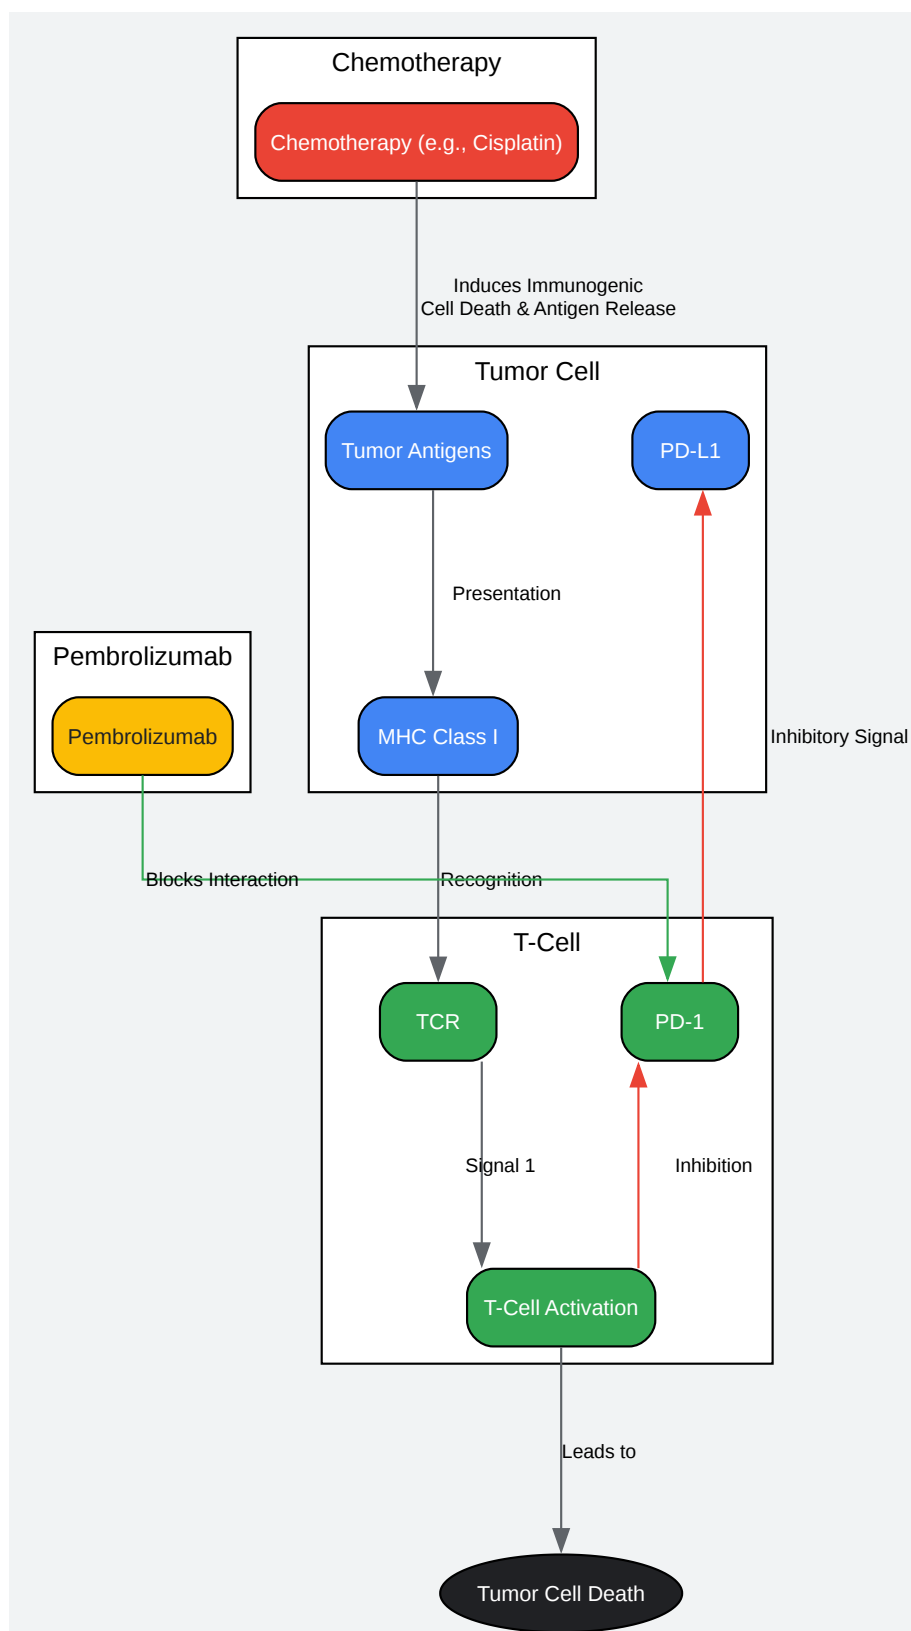 Chemotherapy
Chemotherapy (e.g., Cisplatin)
Induces Immunogenic
Cell Death & Antigen Release
Tumor Cell
Tumor Antigens
PD-L1
Presentation
Pembrolizumab
Pembrolizumab
MHC Class I
Inhibitory Signal
Blocks Interaction
Recognition
T-Cell
TCR
PD-1
Signal 1
Inhibition
T-Cell Activation
Leads to
Tumor Cell Death